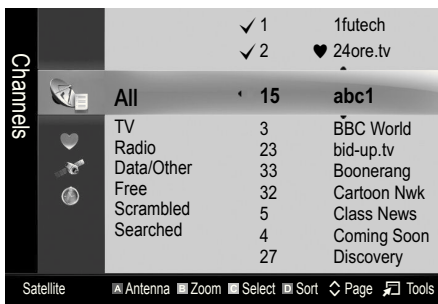 Channels
✓ 1 1futech
✓ 2 ♥ 24ore.tv
All 15 abc1
TV 3 BBC World
Radio 23 bid-up.tv
Data/Other 33 Boonerang
Free 32 Cartoon Nwk
Scrambled 5 Class News
Searched 4 Coming Soon
27 Discovery
Satellite A Antenna B Zoom C Select D Sort Page Tools